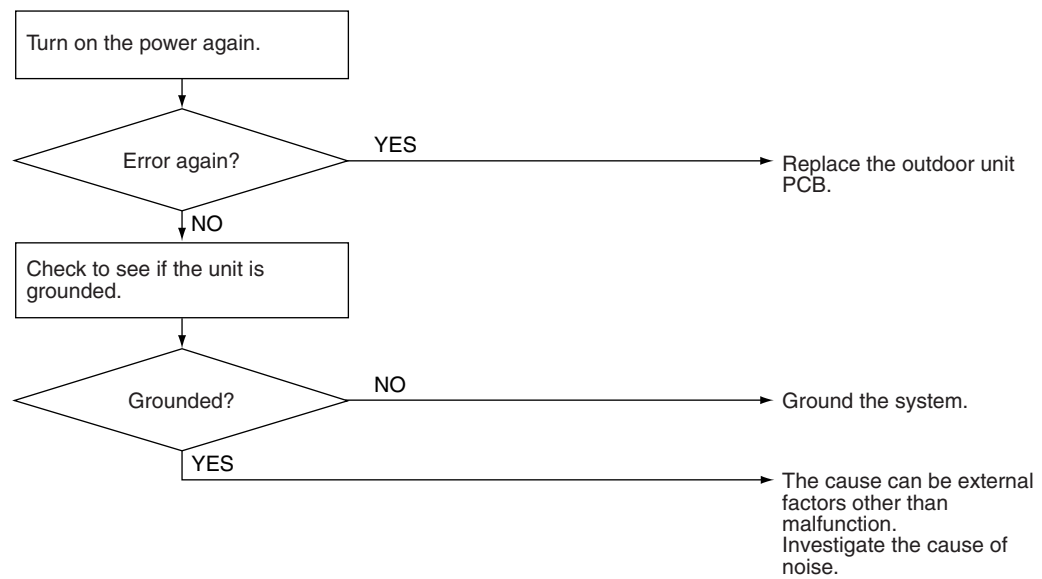 Turn on the power again.
Error again?
YES
Replace the outdoor unit
PCB.
NO
Check to see if the unit is
grounded.
Grounded?
NO
Ground the system.
YES
The cause can be external
factors other than
malfunction.
Investigate the cause of
noise.